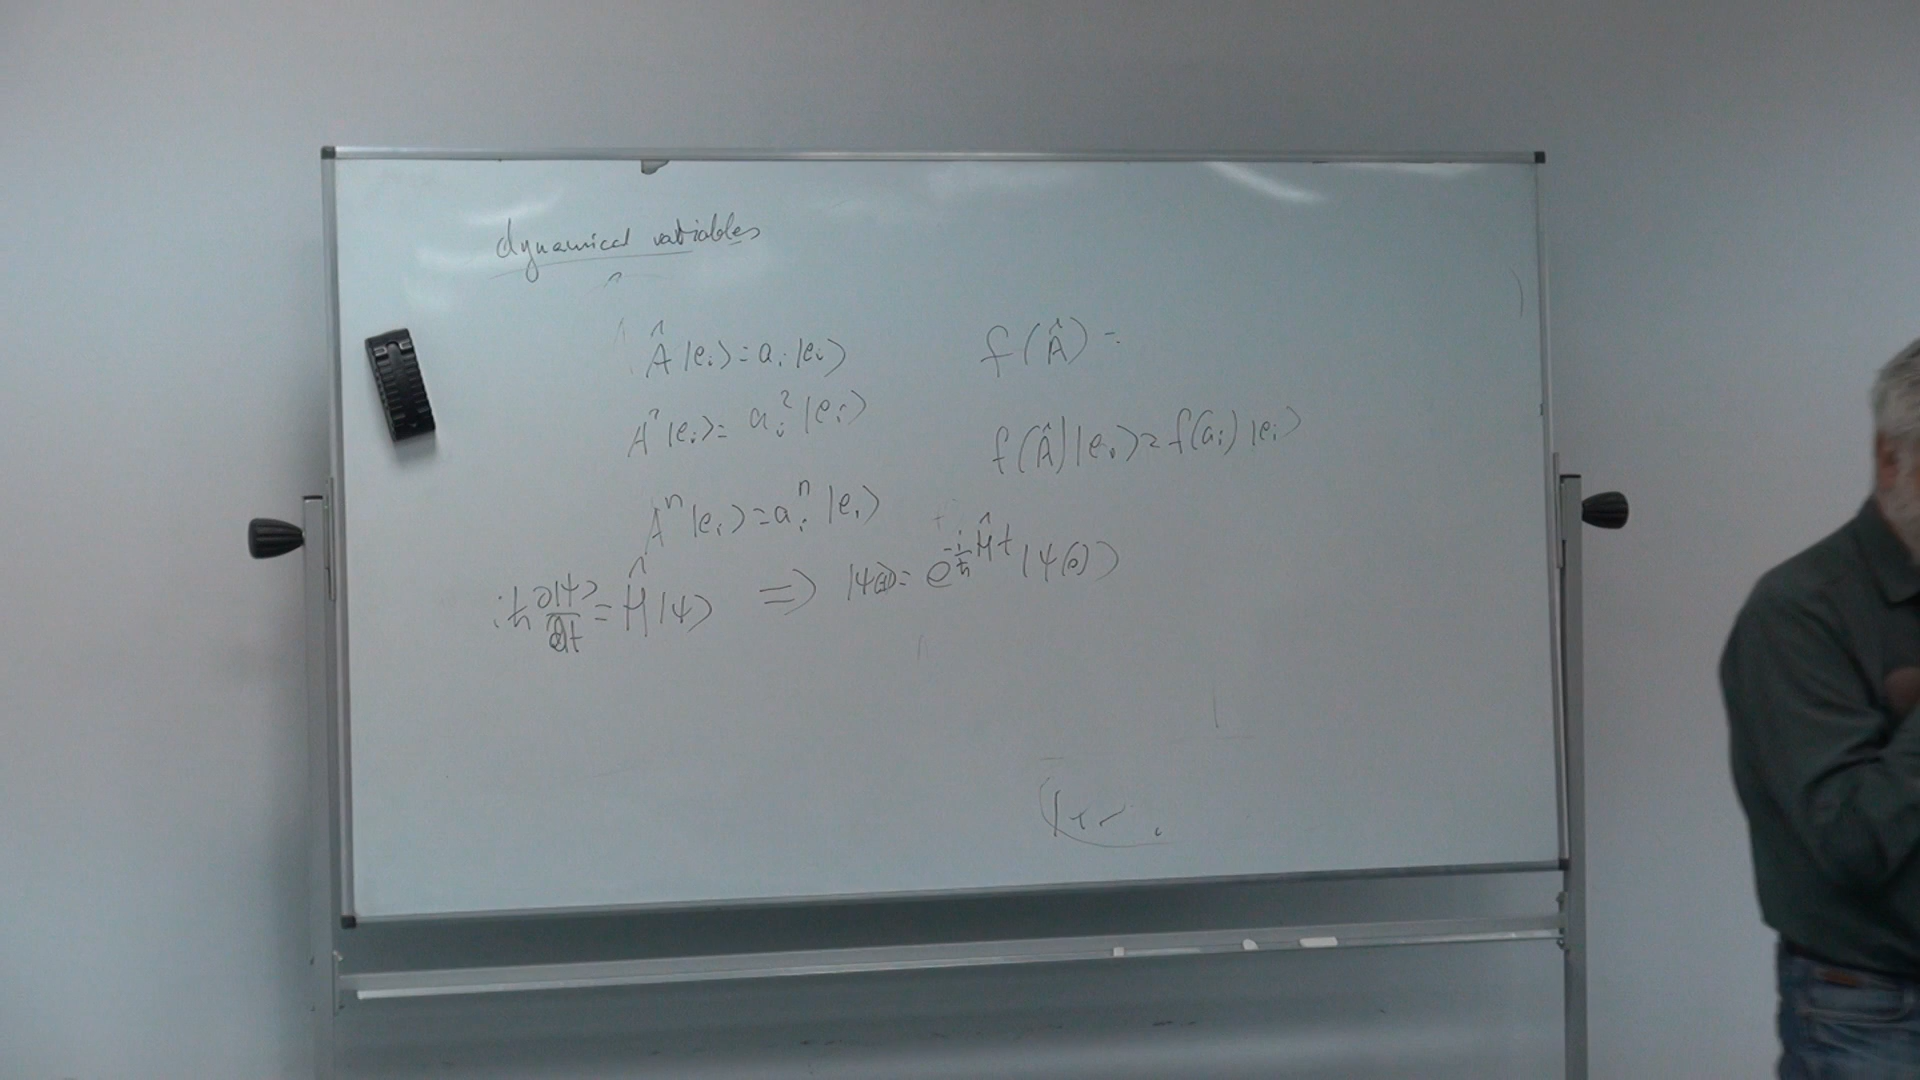 dynamical variables
Â |eᵢ⟩ = aᵢ |eᵢ⟩
f(Â) =
A² |eᵢ⟩ = aᵢ² |eᵢ⟩
f(Â) |eᵢ⟩ = f(aᵢ) |eᵢ⟩
Aⁿ |eᵢ⟩ = aᵢⁿ |eᵢ⟩
iℏ ∂|ψ⟩/∂t = Ĥ |ψ⟩ ⇒ |ψ(t)⟩ = e^{-i/ℏ Ĥt} |ψ(0)⟩